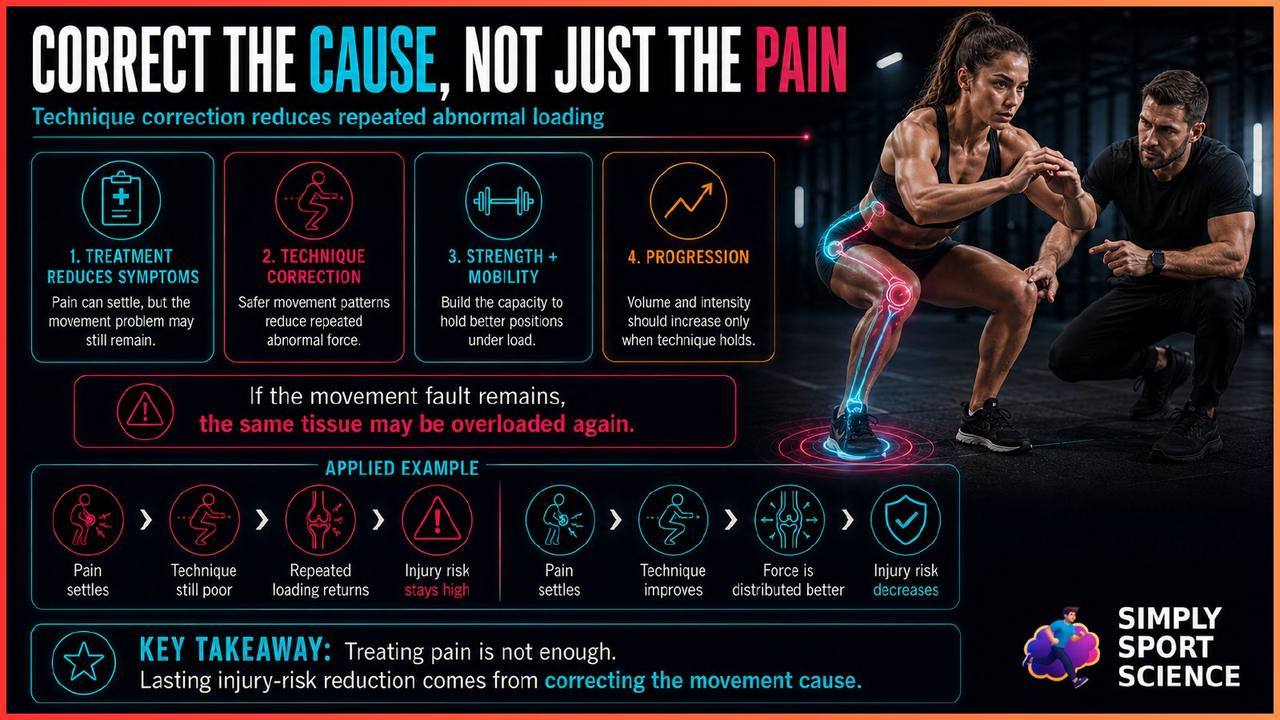 CORRECT THE CAUSE, NOT JUST THE PAIN
Technique correction reduces repeated abnormal loading
1. TREATMENT
REDUCES SYMPTOMS
Pain can settle, but the
movement problem may
still remain.
2. TECHNIQUE
CORRECTION
Safer movement patterns
reduce repeated
abnormal force.
3. STRENGTH +
MOBILITY
Build the capacity to
hold better positions
under load.
4. PROGRESSION
Volume and intensity
should increase only
when technique holds.
If the movement fault remains,
the same tissue may be overloaded again.
APPLIED EXAMPLE
Pain
settles
Technique
still poor
Repeated
loading returns
Injury risk
stays high
Pain
settles
Technique
improves
Force is
distributed better
Injury risk
decreases
KEY TAKEAWAY: Treating pain is not enough.
Lasting injury-risk reduction comes from correcting the movement cause.
SIMPLY
SPORT
SCIENCE